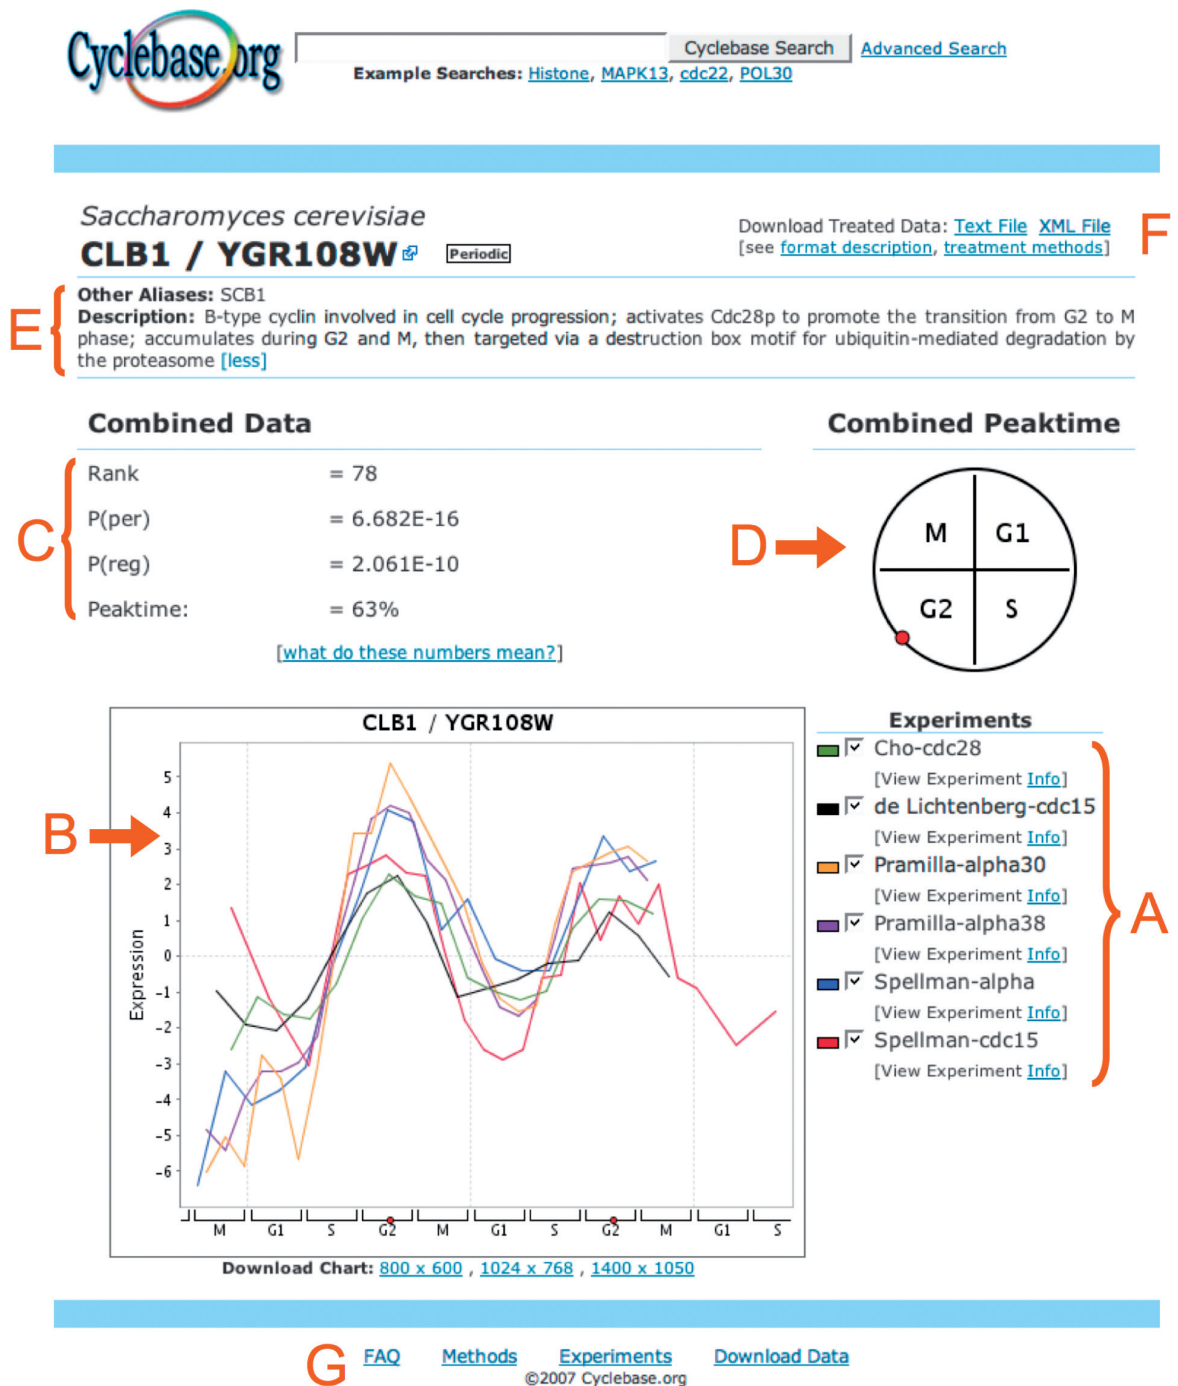 Cyclebase.org
Cyclebase Search Advanced Search
Example Searches: Histone, MAPK13, cdc22, POL30
Saccharomyces cerevisiae
CLB1 / YGR108W Periodic
Download Treated Data: Text File XML File
[see format description, treatment methods]
F
E
Other Aliases: SCB1
Description: B-type cyclin involved in cell cycle progression; activates Cdc28p to promote the transition from G2 to M
phase; accumulates during G2 and M, then targeted via a destruction box motif for ubiquitin-mediated degradation by
the proteasome [less]
Combined Data
C
Rank = 78
P(per) = 6.682E-16
P(reg) = 2.061E-10
Peaktime: = 63%
[what do these numbers mean?]
Combined Peaktime
D
M G1
G2 S
B
CLB1 / YGR108W
Expression
5
4
3
2
1
0
-1
-2
-3
-4
-5
-6
M G1 S G2 M G1 S G2 M G1 S
Download Chart: 800 x 600 , 1024 x 768 , 1400 x 1050
Experiments
Cho-cdc28
[View Experiment Info]
de Lichtenberg-cdc15
[View Experiment Info]
Pramilla-alpha30
[View Experiment Info]
Pramilla-alpha38
[View Experiment Info]
Spellman-alpha
[View Experiment Info]
Spellman-cdc15
[View Experiment Info]
A
G
FAQ Methods Experiments Download Data
©2007 Cyclebase.org